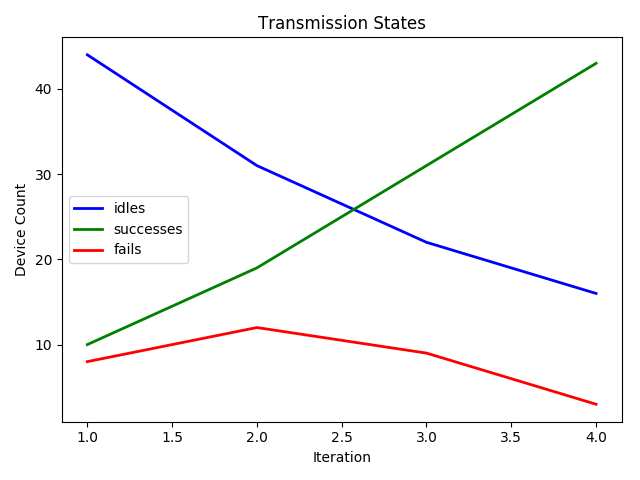 Transmission States
Device Count
40
30
20
10
idles
successes
fails
1.0 1.5 2.0 2.5 3.0 3.5 4.0
Iteration